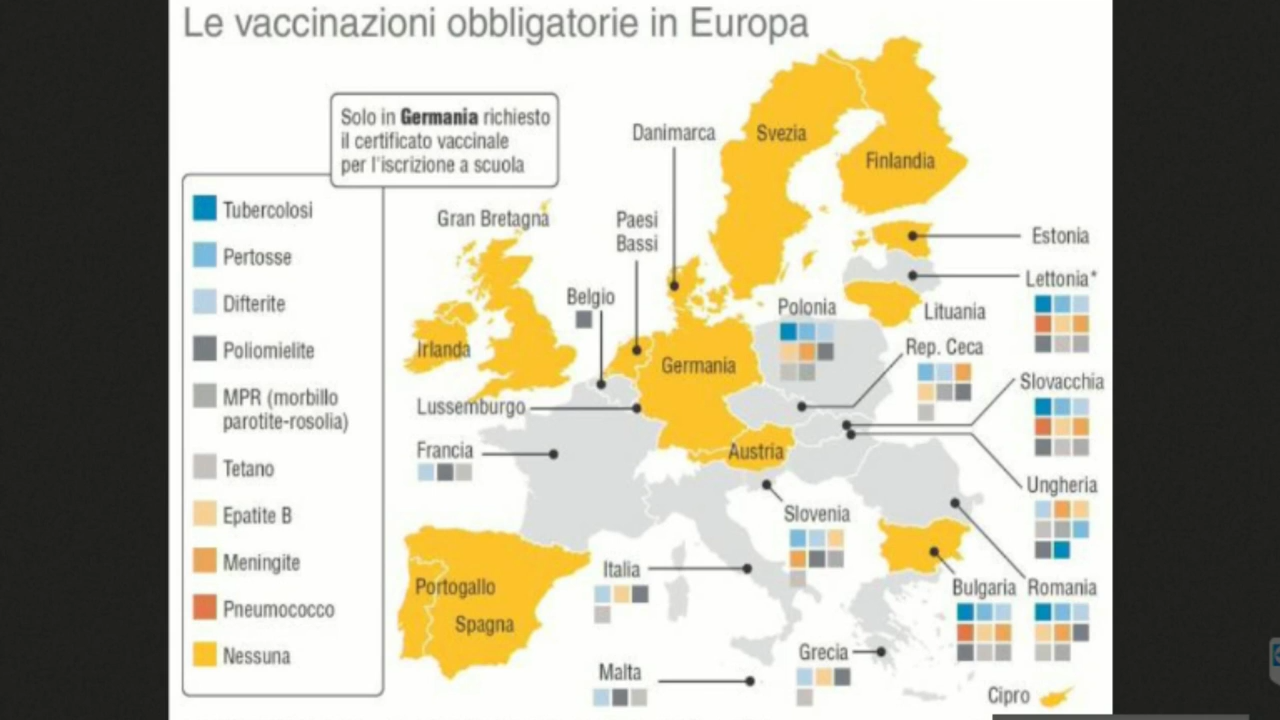 Le vaccinazioni obbligatorie in Europa
Solo in Germania richiesto
il certificato vaccinale
per l'iscrizione a scuola
Tubercolosi
Pertosse
Difterite
Poliomielite
MPR (morbillo
parotite-rosolia)
Tetano
Epatite B
Meningite
Pneumococco
Nessuna
Danimarca
Svezia
Finlandia
Gran Bretagna
Paesi
Bassi
Estonia
Lettonia*
Belgio
Polonia
Lituania
Irlanda
Germania
Rep. Ceca
Slovacchia
Lussemburgo
Francia
Austria
Ungheria
Slovenia
Italia
Portogallo
Spagna
Bulgaria
Romania
Grecia
Malta
Cipro